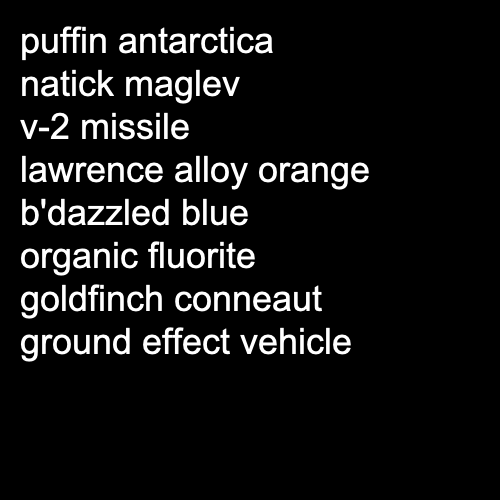 puffin antarctica
natick maglev
v-2 missile
lawrence alloy orange
b'dazzled blue
organic fluorite
goldfinch conneaut
ground effect vehicle